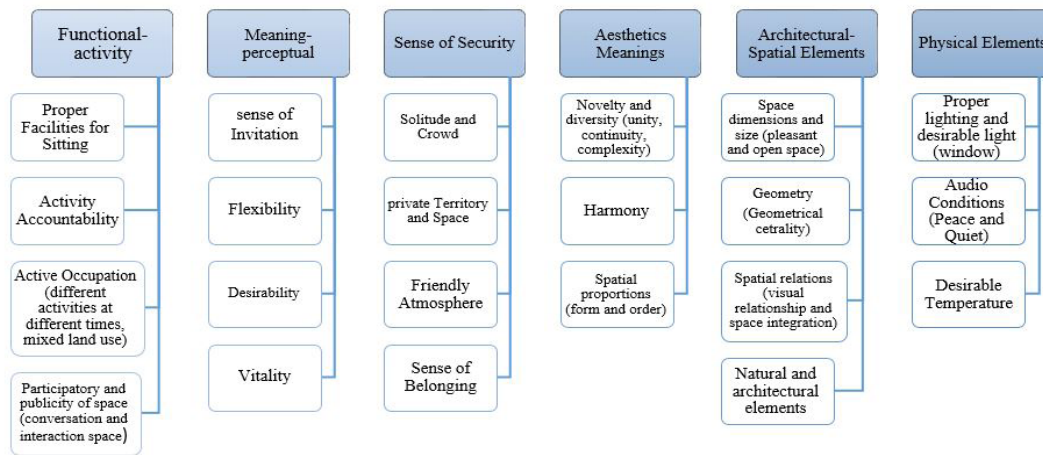 Functional-
activity
Proper
Facilities for
Sitting
Activity
Accountability
Active Occupation
(different
activities at
different times,
mixed land use)
Participatory and
publicity of space
(conversation and
interaction space)
Meaning-
perceptual
sense of
Invitation
Flexibility
Desirability
Vitality
Sense of Security
Solitude and
Crowd
private Territory
and Space
Friendly
Atmosphere
Sense of
Belonging
Aesthetics
Meanings
Novelty and
diversity (unity,
continuity,
complexity)
Harmony
Spatial
proportions
(form and order)
Architectural-
Spatial Elements
Space
dimensions and
size (pleasant
and open space)
Geometry
(Geometrical
cetrality)
Spatial relations
(visual
relationship and
space integration)
Natural and
architectural
elements
Physical Elements
Proper
lighting and
desirable light
(window)
Audio
Conditions
(Peace and
Quiet)
Desirable
Temperature